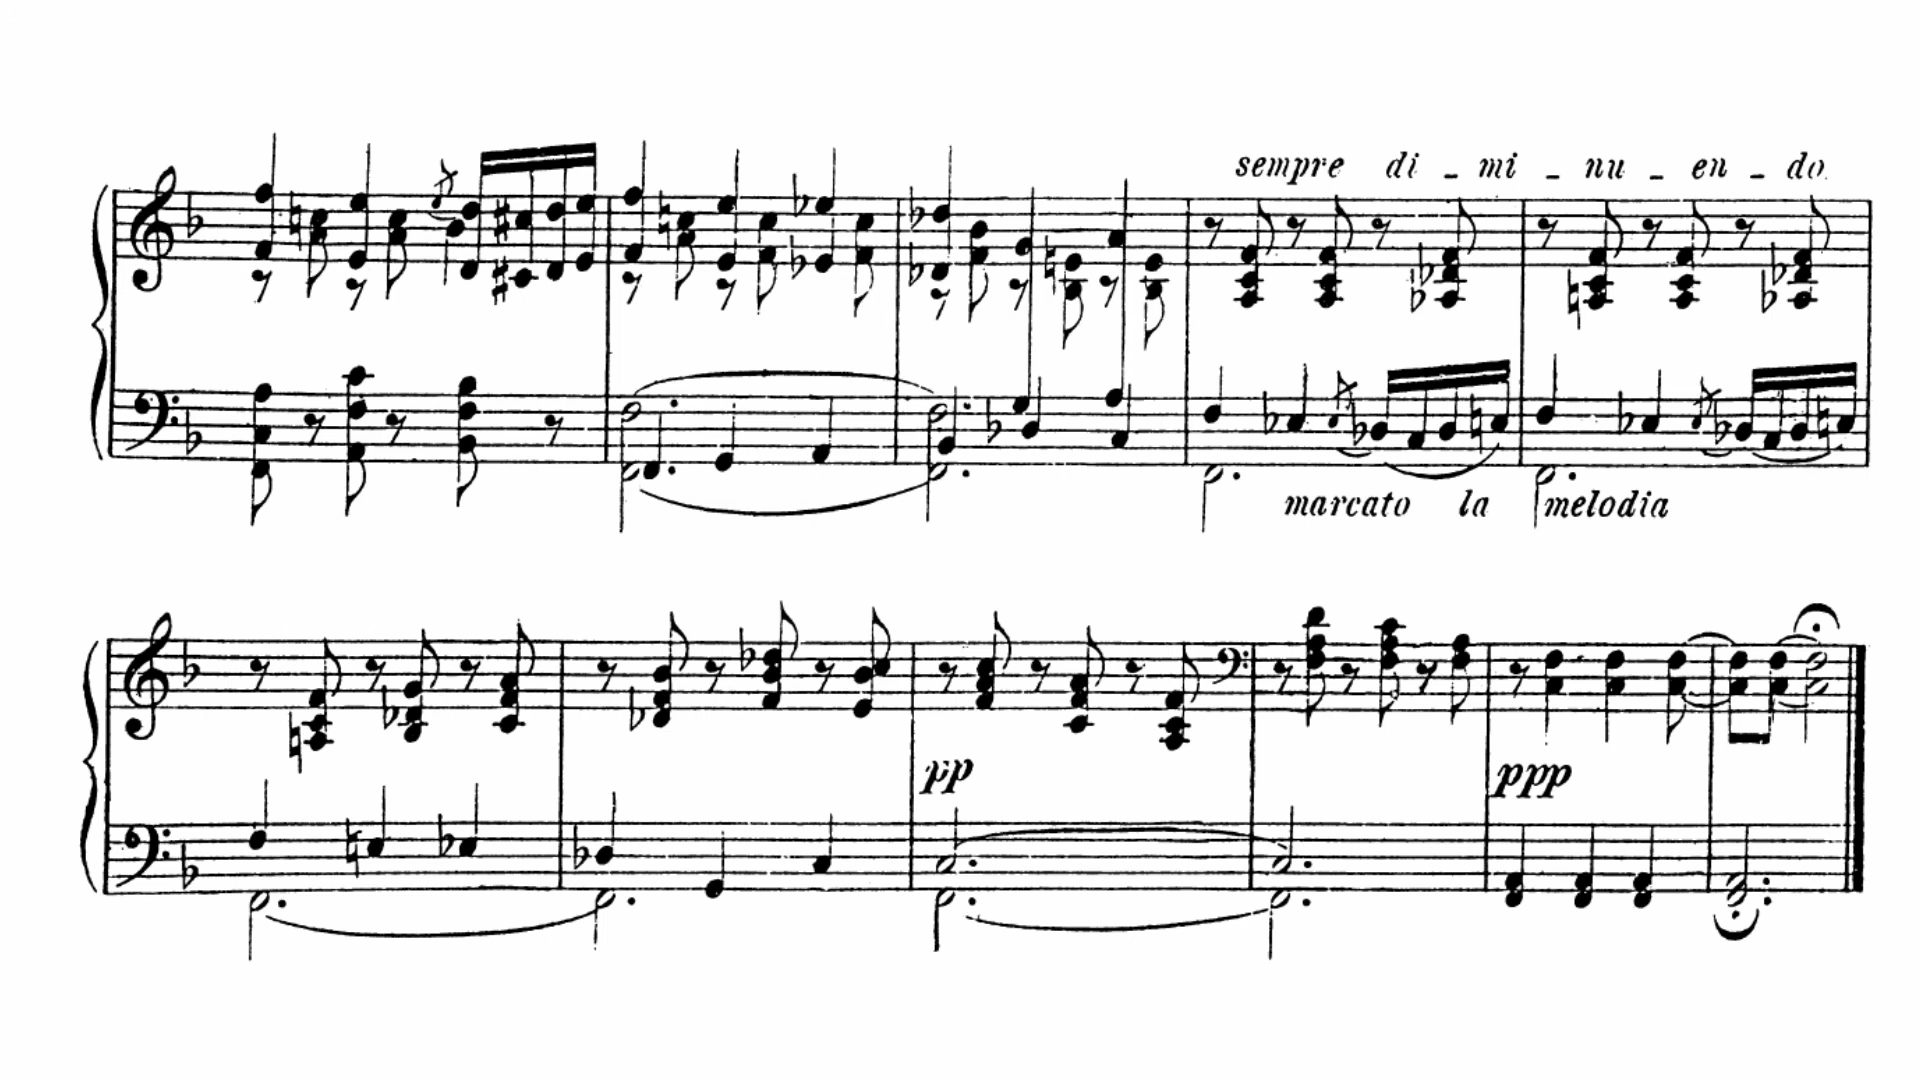 sempre di - mi - nu - en - do
marcato la melodia
pp ppp